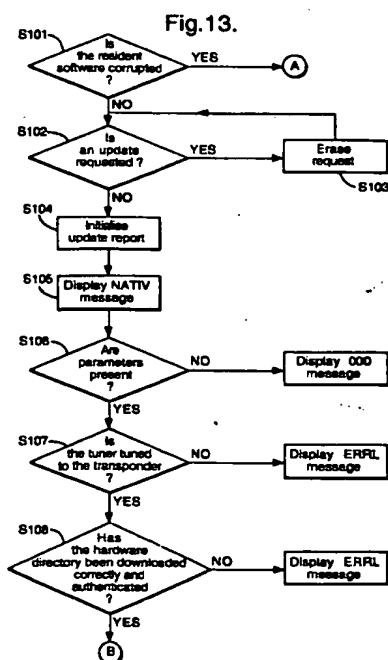 Fig.13.
S101
Is
the resident
software corrupted
?
YES
A
NO
S102
Is
an update
requested ?
YES
Erase
request
S103
NO
S104
Initialise
update report
S105
Display NATIV
message
S106
Are
parameters
present
?
NO
Display 000
message
YES
S107
Is
the tuner tuned
to the transponder
?
NO
Display ERRL
message
YES
S108
Has
the hardware
directory been downloaded
correctly and
authenticated
?
NO
Display ERRL
message
YES
B